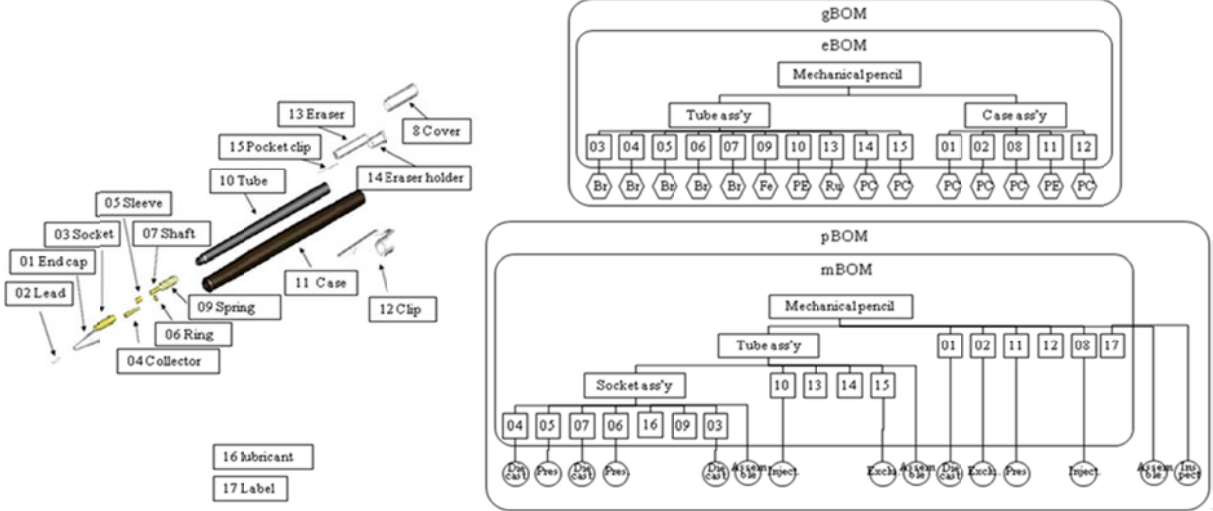 13 Eraser
8 Cover
15 Pocket clip
10 Tube
14 Eraser holder
05 Sleeve
03 Socket
07 Shaft
01 End cap
02 Lead
11 Case
09 Spring
12 Clip
06 Ring
04 Collector
16 lubricant
17 Label
gBOM
eBOM
Mechanical pencil
Tube ass'y
Case ass'y
03 04 05 06 07 09 10 13 14 15 01 02 08 11 12
Br Br Br Br Br Fe PE Ru PC PC PC PC PC PE PC
pBOM
mBOM
Mechanical pencil
Tube ass'y
01 02 11 12 08 17
Socket ass'y
10 13 14 15
04 05 07 06 16 09 03
Die cast Pres. Die cast Pres. Die cast Assemble Inject. Assemble Die cast Pres Inject. Assemble Inspect